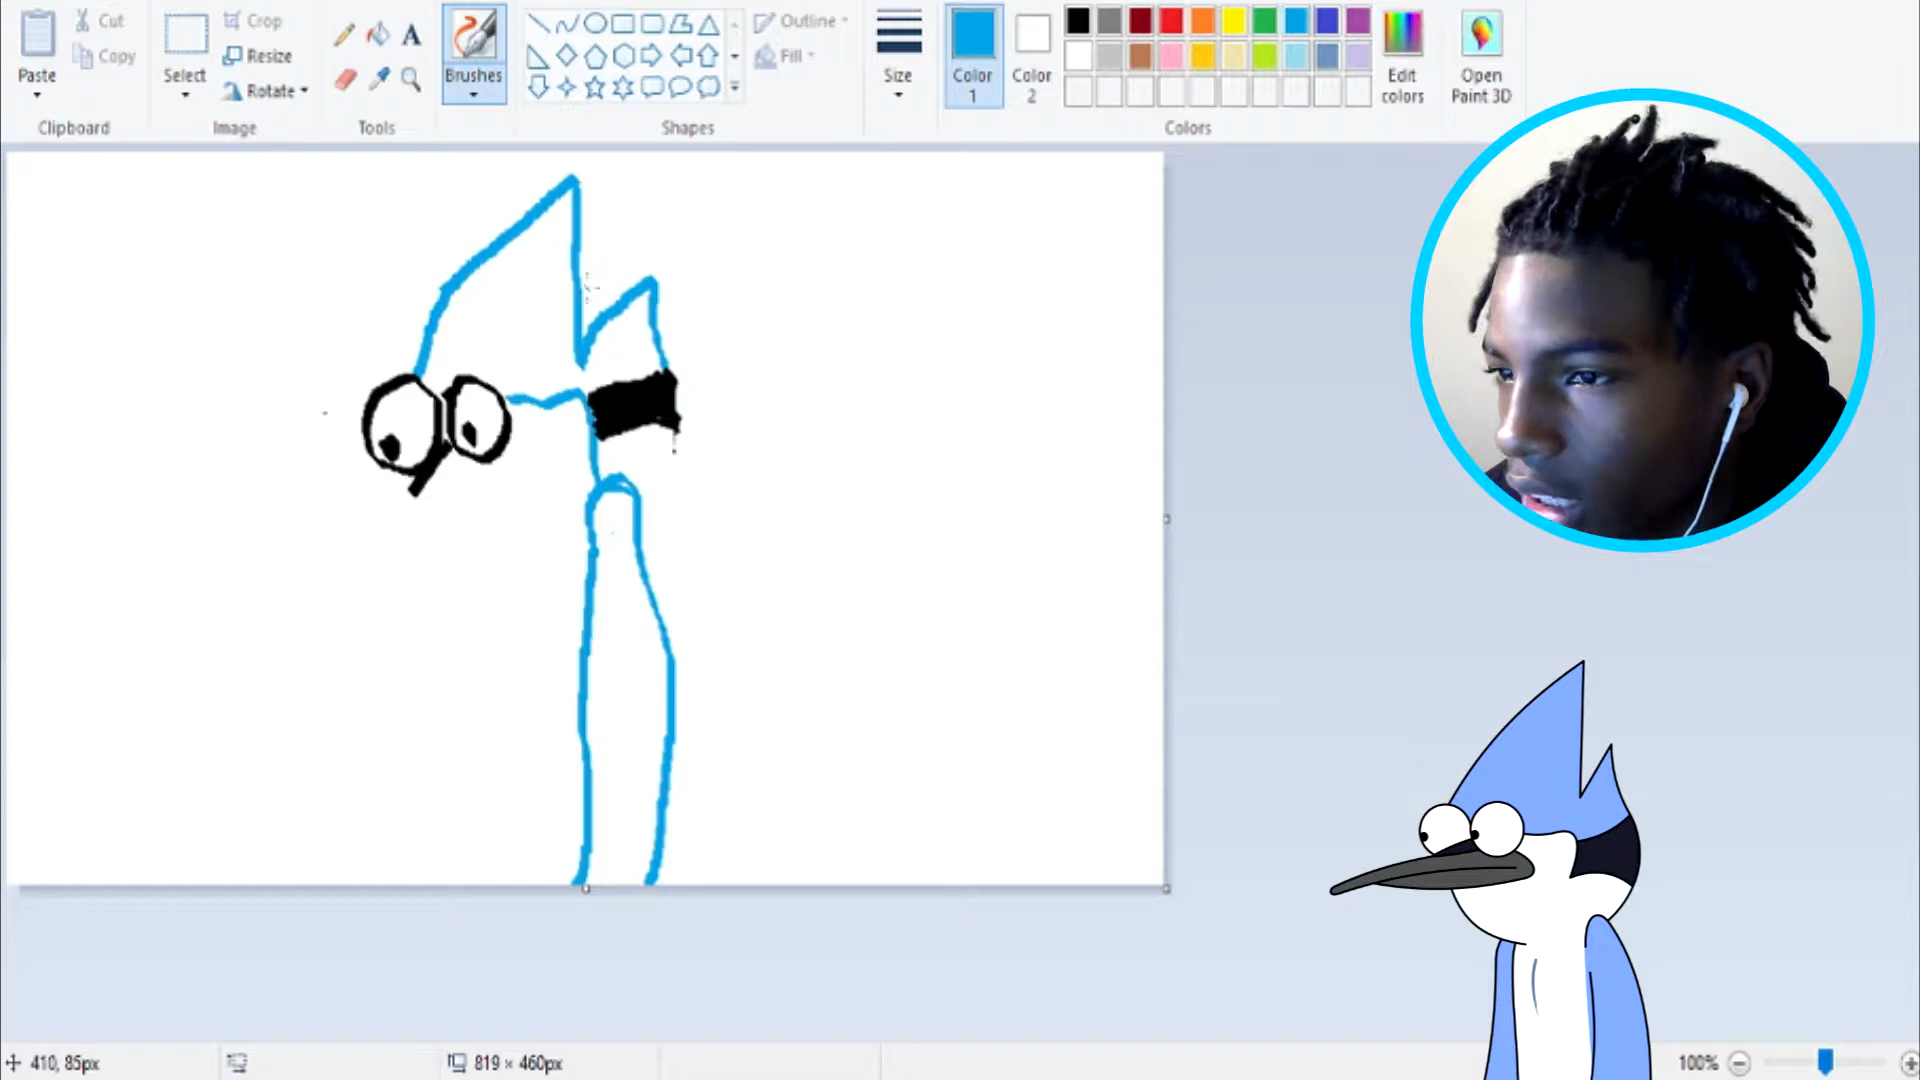 Cut
Copy
Paste
Clipboard
Crop
Resize
Rotate
Select
Image
A
Tools
Brushes
Outline
Fill
Shapes
Size
Color
1
Color
2
Edit
colors
Open
Paint 3D
Colors
410, 85px
819 × 460px
100%